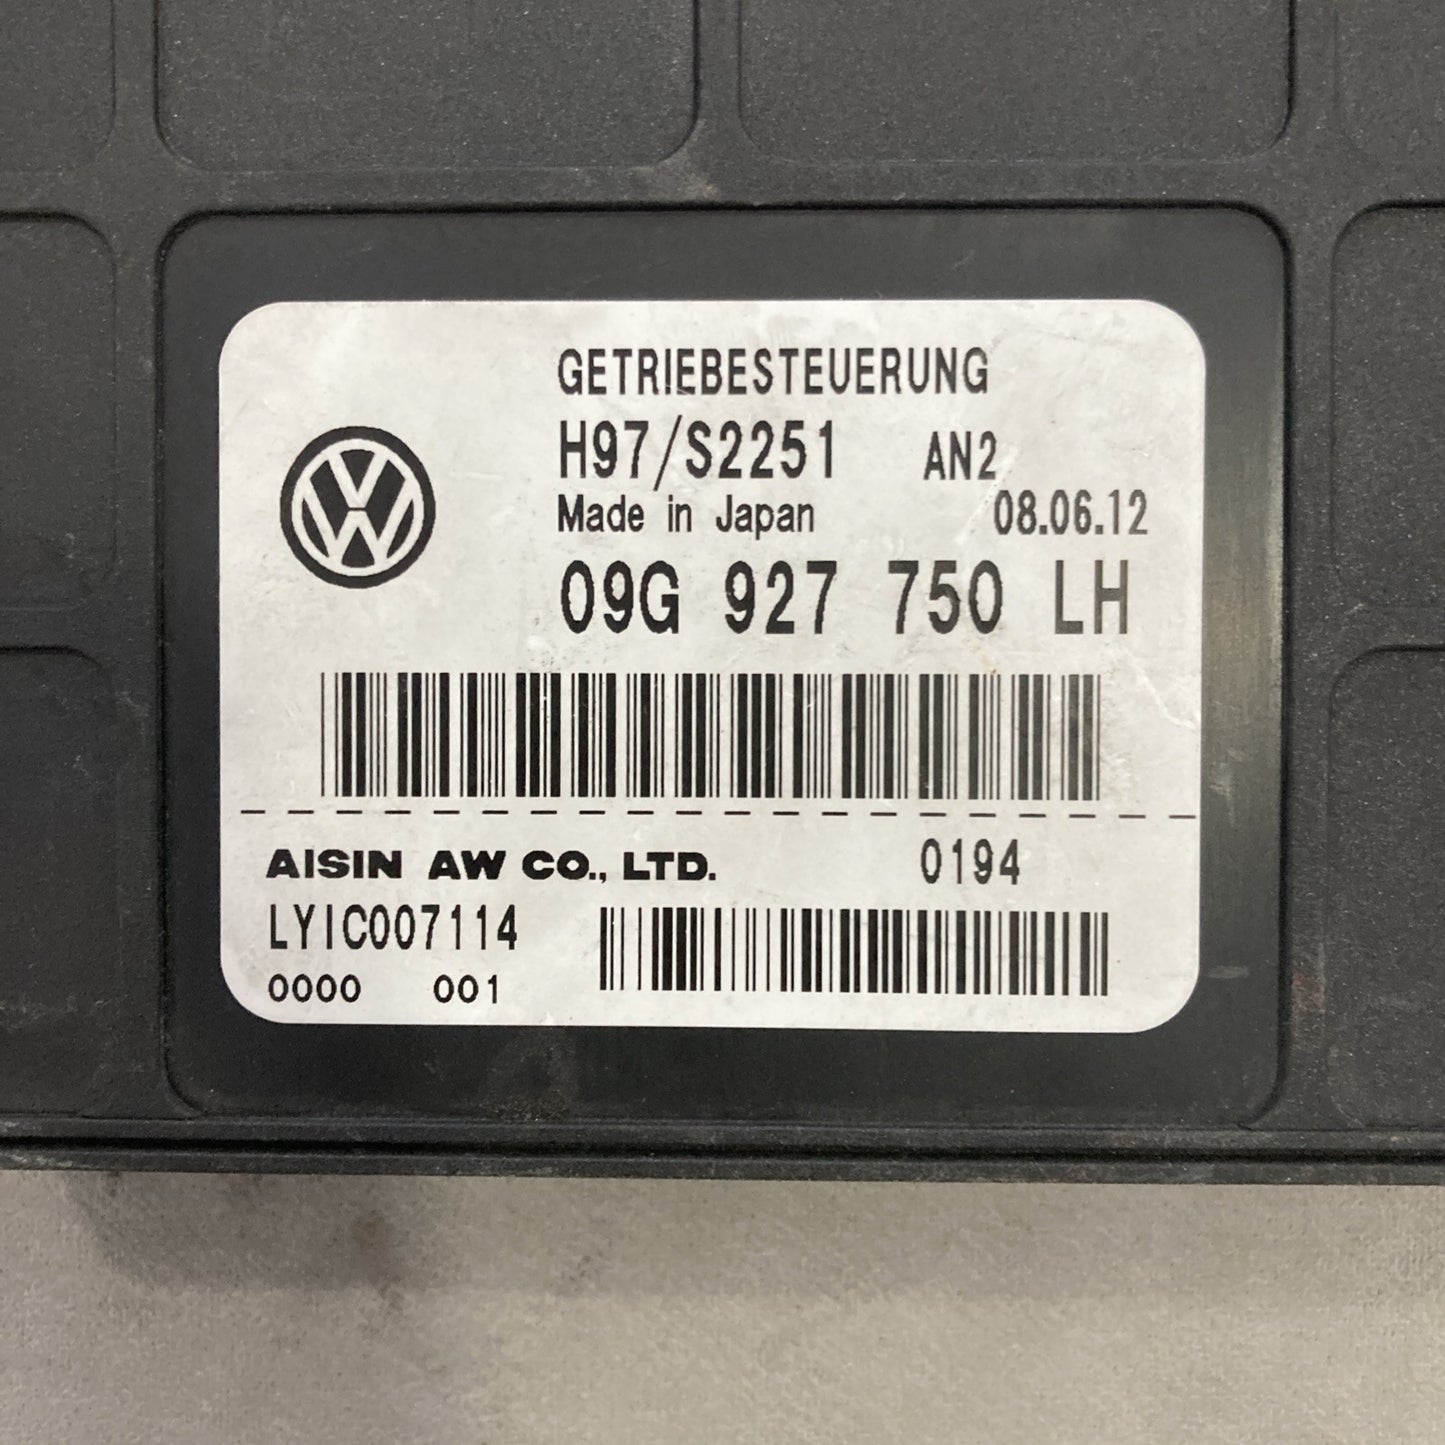 GETRIEBESTEUERUNG
H97/S2251 AN2
Made in Japan 08.06.12
09G 927 750 LH
AISIN AW CO., LTD. 0194
LYIC007114
0000 001